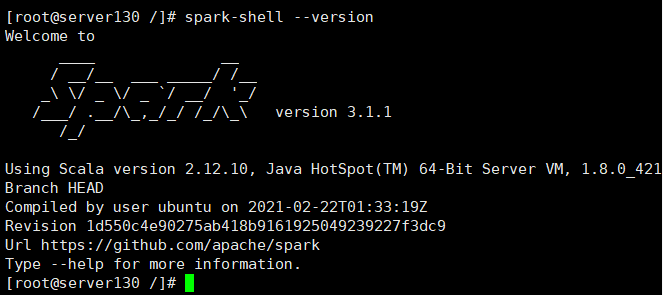 [root@server130 /]# spark-shell --version
Welcome to
      ____              __
     / __/__  ___ _____/ /__
    _\ \/ _ \/ _ `/ __/  '_/
   /___/ .__/\_,_/_/ /_/\_\   version 3.1.1
      /_/
Using Scala version 2.12.10, Java HotSpot(TM) 64-Bit Server VM, 1.8.0_421
Branch HEAD
Compiled by user ubuntu on 2021-02-22T01:33:19Z
Revision 1d550c4e90275ab418b9161925049239227f3dc9
Url https://github.com/apache/spark
Type --help for more information.
[root@server130 /]#